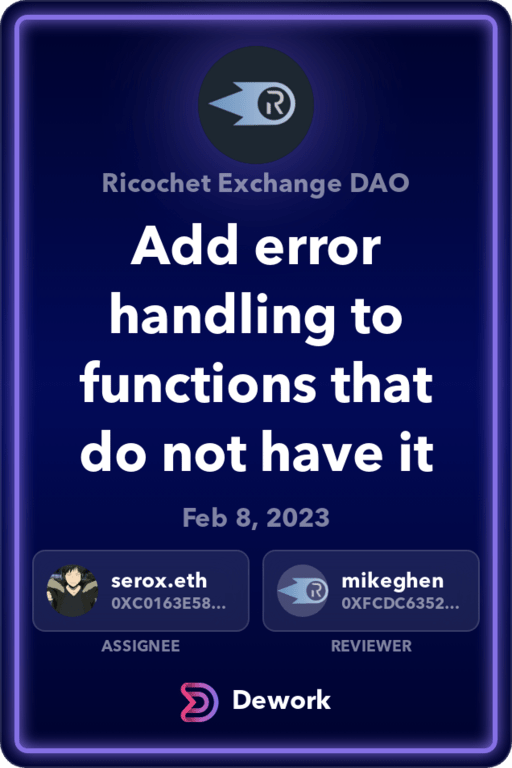 R
Ricochet Exchange DAO
Add error
handling to
functions that
do not have it
Feb 8, 2023
serox.eth
0XC0163E58...
ASSIGNEE
R
mikeghen
0XFCDC6352...
REVIEWER
Dework